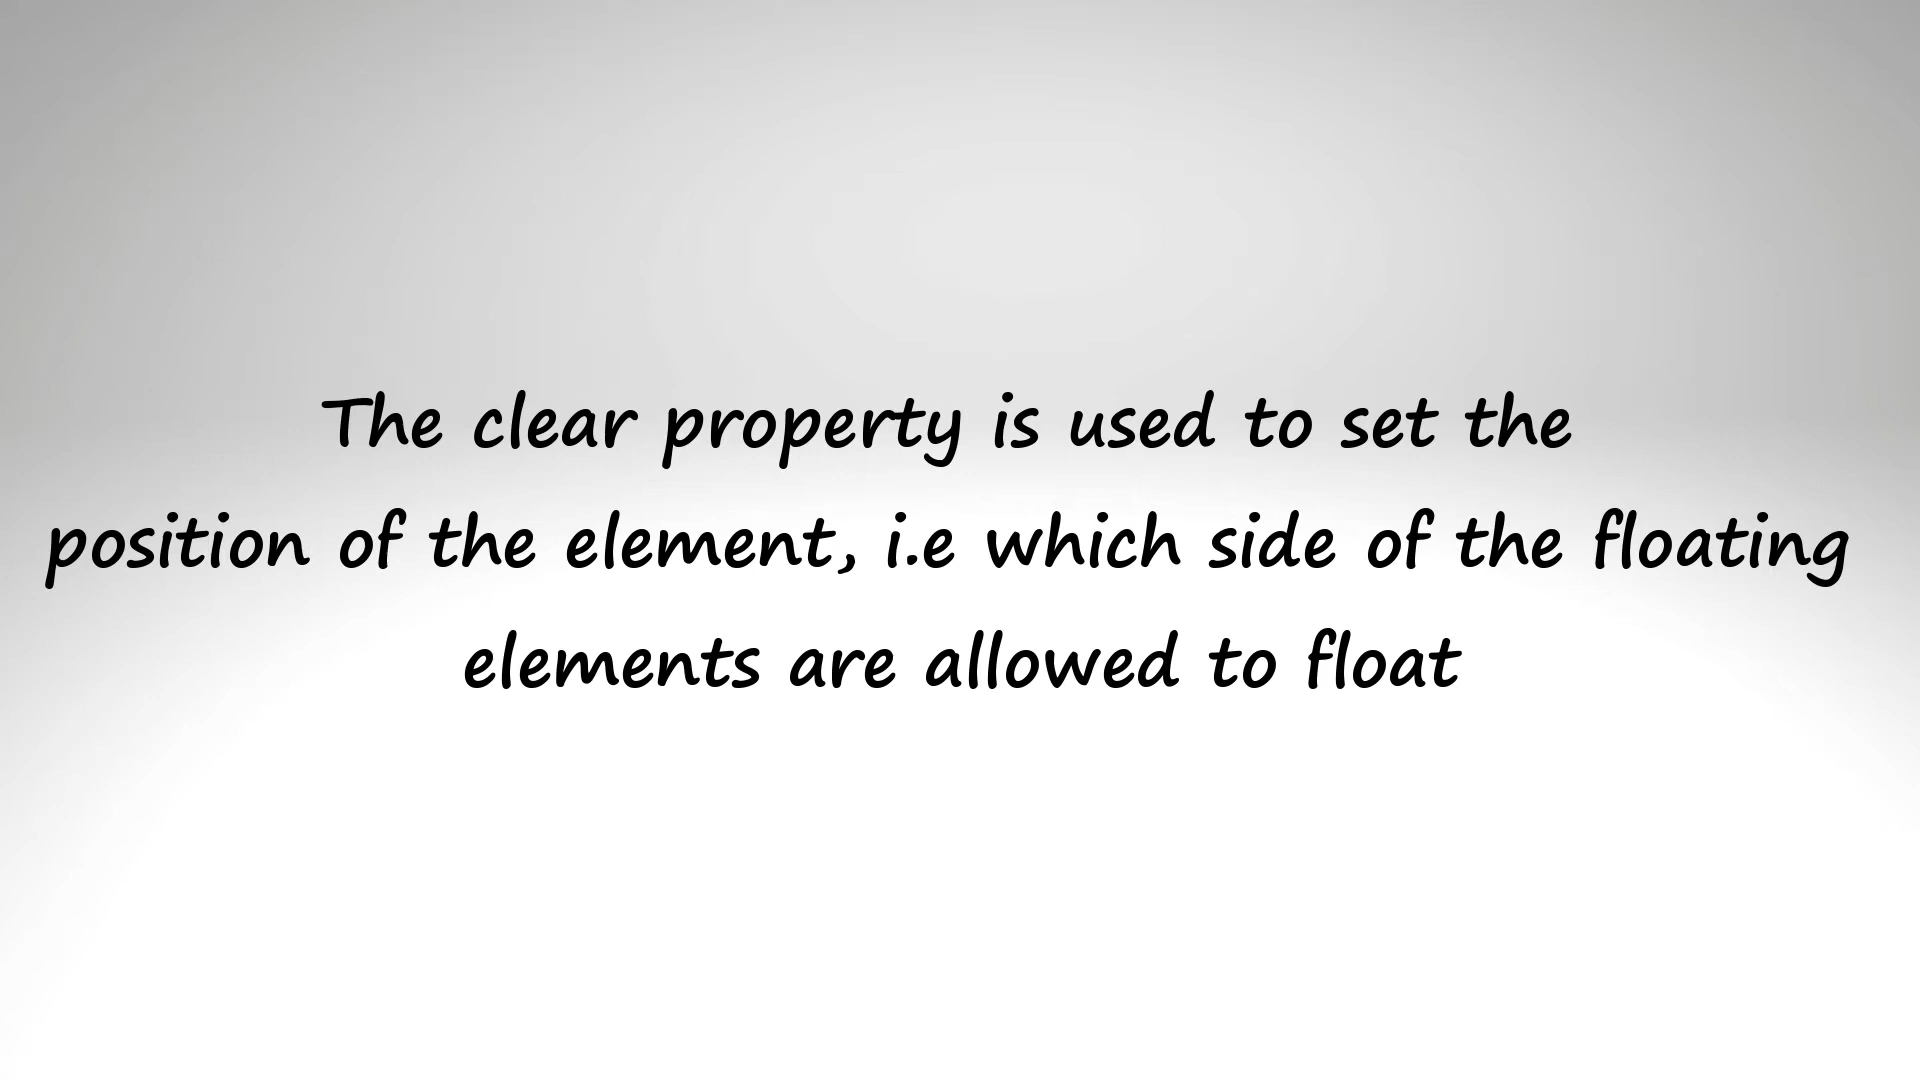 The clear property is used to set the
position of the element, i.e which side of the floating
elements are allowed to float